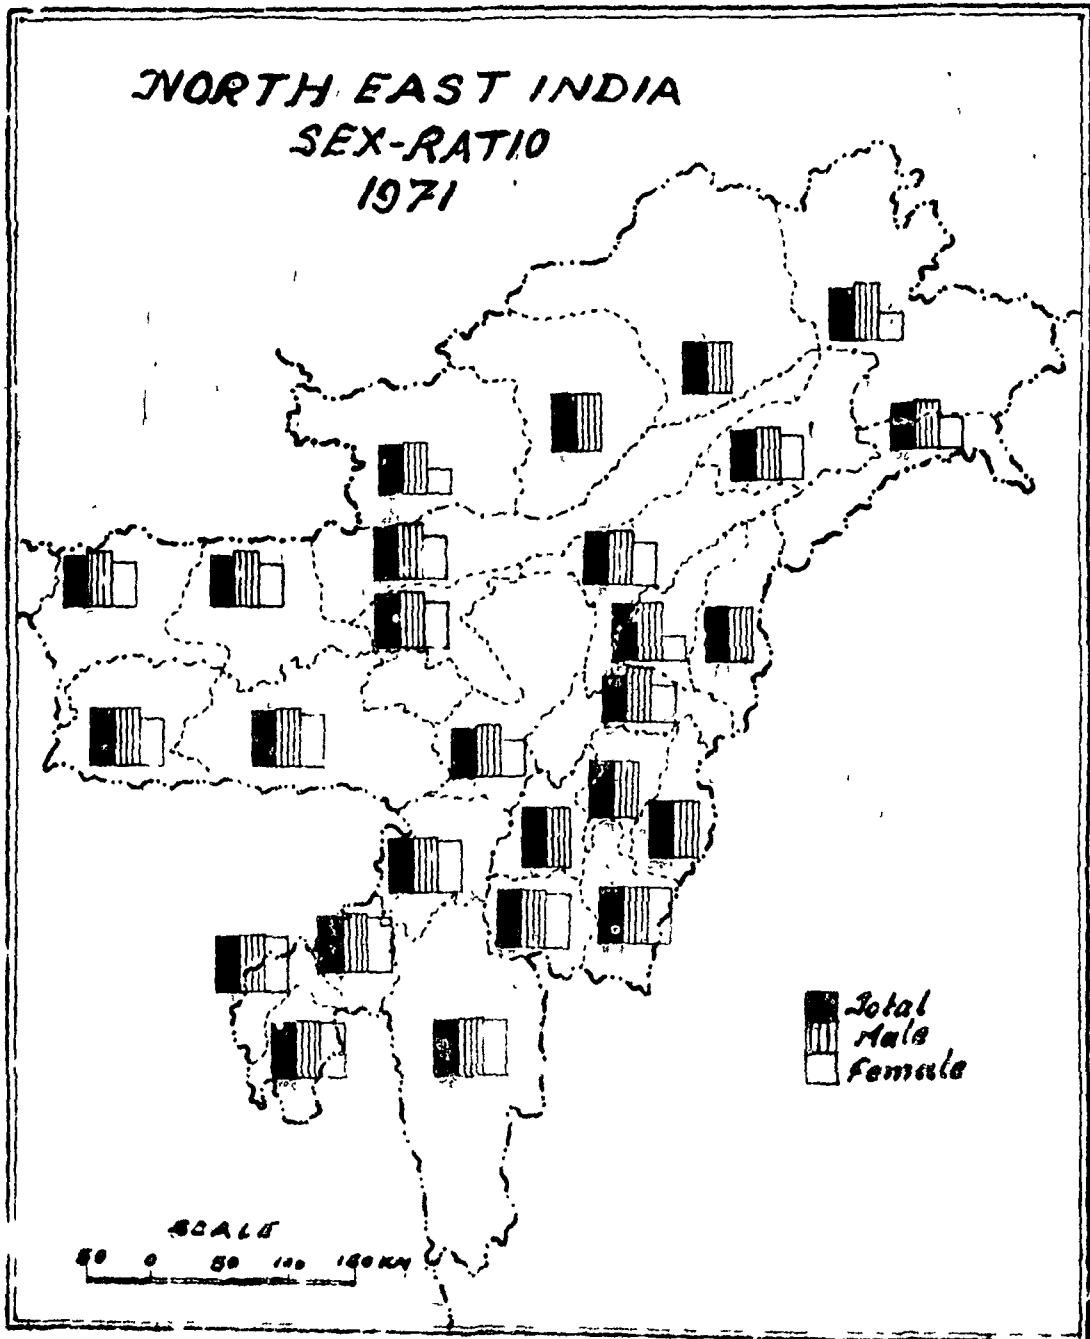 NORTH EAST INDIA
SEX-RATIO
1971
Total
Male
Female
SCALE
50 0 50 100 150 KM